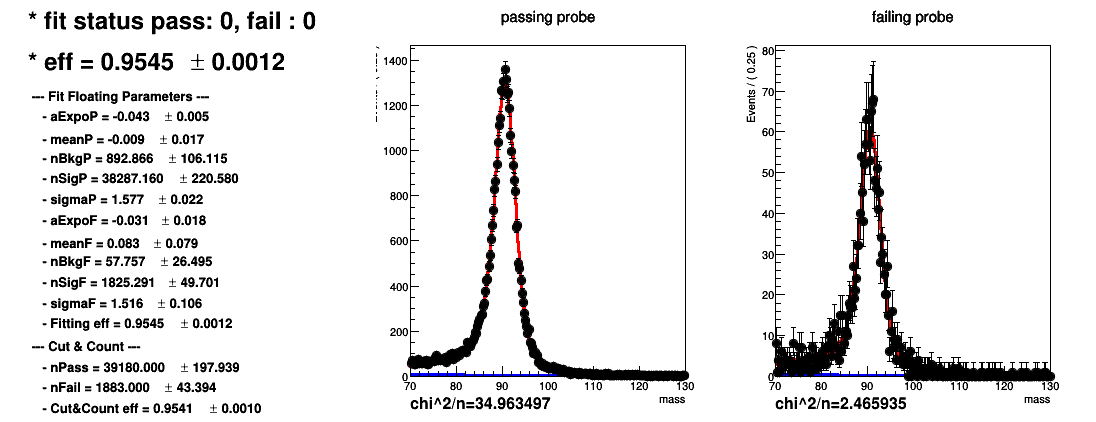 * fit status pass: 0, fail : 0
* eff = 0.9545 ± 0.0012
--- Fit Floating Parameters ---
- aExpoP = -0.043 ± 0.005
- meanP = -0.009 ± 0.017
- nBkgP = 892.866 ± 106.115
- nSigP = 38287.160 ± 220.580
- sigmaP = 1.577 ± 0.022
- aExpoF = -0.031 ± 0.018
- meanF = 0.083 ± 0.079
- nBkgF = 57.757 ± 26.495
- nSigF = 1825.291 ± 49.701
- sigmaF = 1.516 ± 0.106
- Fitting eff = 0.9545 ± 0.0012
--- Cut & Count ---
- nPass = 39180.000 ± 197.939
- nFail = 1883.000 ± 43.394
- Cut&Count eff = 0.9541 ± 0.0010
passing probe
1400
1200
1000
800
600
400
200
0
70 80 90 100 110 120 130
mass
chi^2/n=34.963497
failing probe
Events / ( 0.25 )
80
70
60
50
40
30
20
10
0
70 80 90 100 110 120 130
mass
chi^2/n=2.465935